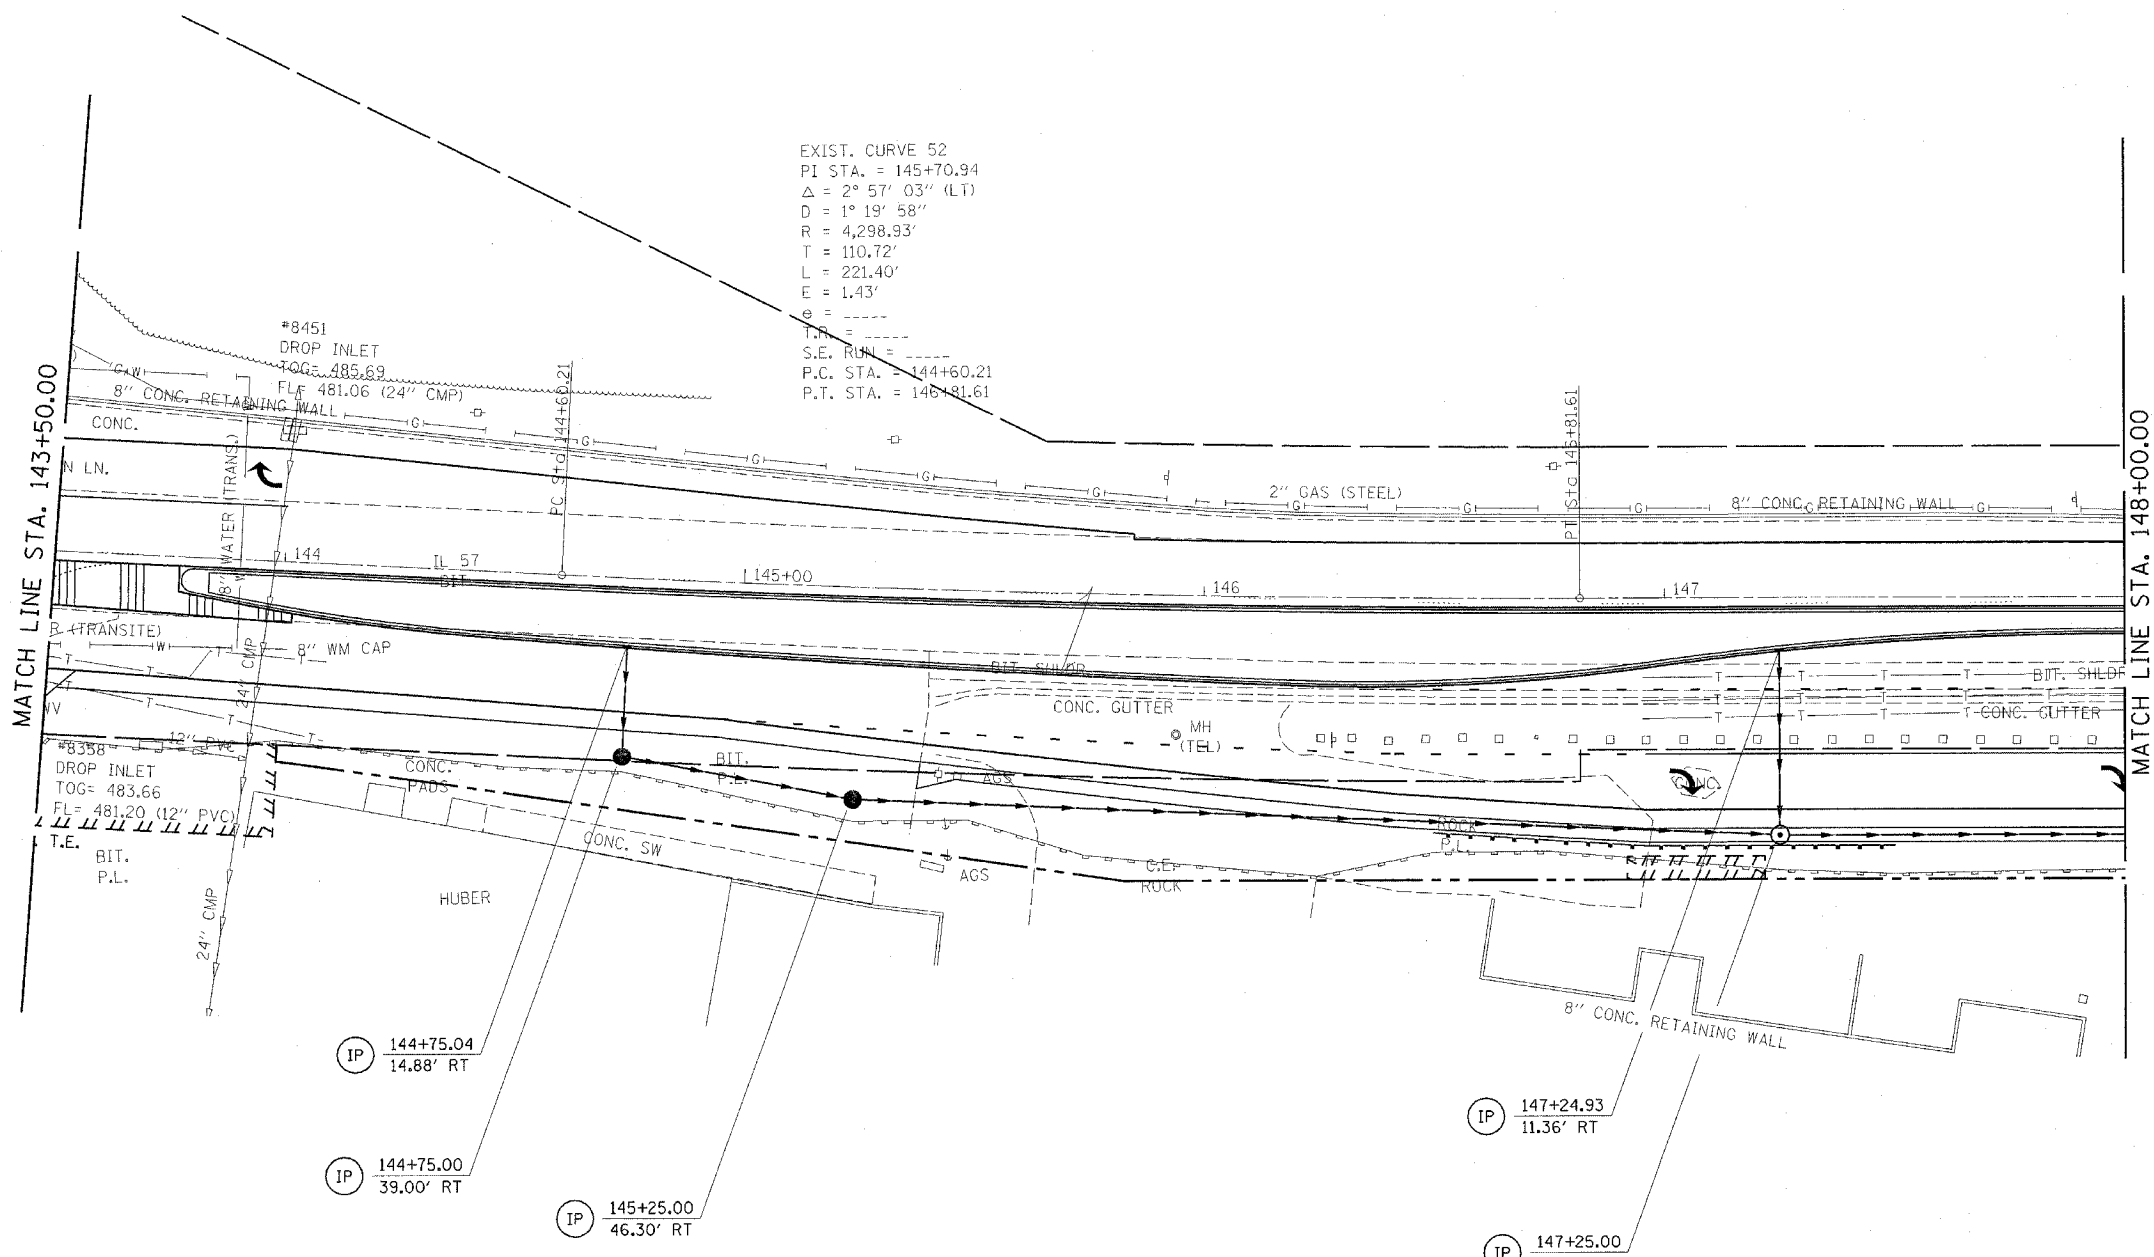 EXIST. CURVE 52
PI STA. = 145+70.94
Δ = 2° 57' 03" (LT)
D = 1° 19' 58"
R = 4,298.93'
T = 110.72'
L = 221.40'
E = 1.43'
e = -----
T.R. = -----
S.E. RUN = -----
P.C. STA. = 144+60.21
P.T. STA. = 146+81.61
MATCH LINE STA. 143+50.00
#8451
DROP INLET
TOG= 485.69
FL= 481.06 (24" CMP)
G W
8" CONC. RETAINING WALL
CONC.
N LN.
8" WATER (TRANS.)
PC Sta 144+60.21
G G G G G G G G G G
2" GAS (STEEL)
PT Sta 146+81.61
8" CONC. RETAINING WALL
MATCH LINE STA. 148+00.00
144
IL 57
BIT
145+00
146
147
R (TRANSITE)
W
8" WM CAP
24" CMP
T T T T T T
BIT. SHLDR
BIT. SHLDR
CONC. GUTTER
CONC. GUTTER
MH
(TEL)
#8358
12" PVC
DROP INLET
TOG= 483.66
FL= 481.20 (12" PVC)
T.E.
BIT.
P.L.
CONC.
PADS
BIT.
P.L.
AGS
CONC.
CONC. SW
HUBER
AGS
C.E.
ROCK
ROCK
P.L.
24" CMP
8" CONC. RETAINING WALL
IP 144+75.04
14.88' RT
IP 144+75.00
39.00' RT
IP 145+25.00
46.30' RT
IP 147+24.93
11.36' RT
IP 147+25.00